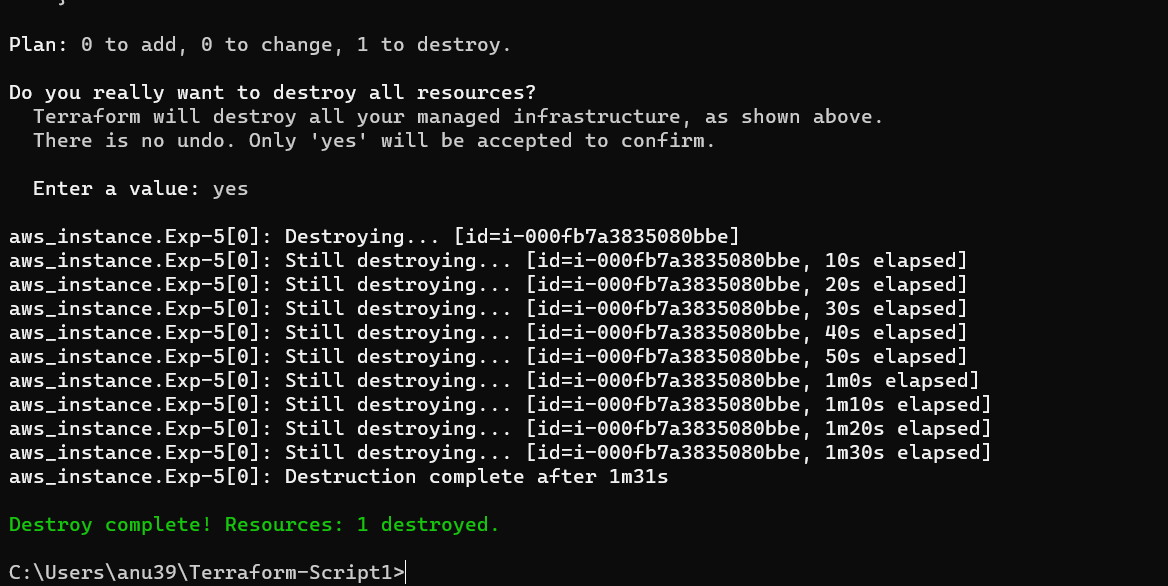 Plan: 0 to add, 0 to change, 1 to destroy.
Do you really want to destroy all resources?
Terraform will destroy all your managed infrastructure, as shown above.
There is no undo. Only 'yes' will be accepted to confirm.
Enter a value: yes
aws_instance.Exp-5[0]: Destroying... [id=i-000fb7a3835080bbe]
aws_instance.Exp-5[0]: Still destroying... [id=i-000fb7a3835080bbe, 10s elapsed]
aws_instance.Exp-5[0]: Still destroying... [id=i-000fb7a3835080bbe, 20s elapsed]
aws_instance.Exp-5[0]: Still destroying... [id=i-000fb7a3835080bbe, 30s elapsed]
aws_instance.Exp-5[0]: Still destroying... [id=i-000fb7a3835080bbe, 40s elapsed]
aws_instance.Exp-5[0]: Still destroying... [id=i-000fb7a3835080bbe, 50s elapsed]
aws_instance.Exp-5[0]: Still destroying... [id=i-000fb7a3835080bbe, 1m0s elapsed]
aws_instance.Exp-5[0]: Still destroying... [id=i-000fb7a3835080bbe, 1m10s elapsed]
aws_instance.Exp-5[0]: Still destroying... [id=i-000fb7a3835080bbe, 1m20s elapsed]
aws_instance.Exp-5[0]: Still destroying... [id=i-000fb7a3835080bbe, 1m30s elapsed]
aws_instance.Exp-5[0]: Destruction complete after 1m31s
Destroy complete! Resources: 1 destroyed.
C:\Users\anu39\Terraform-Script1>